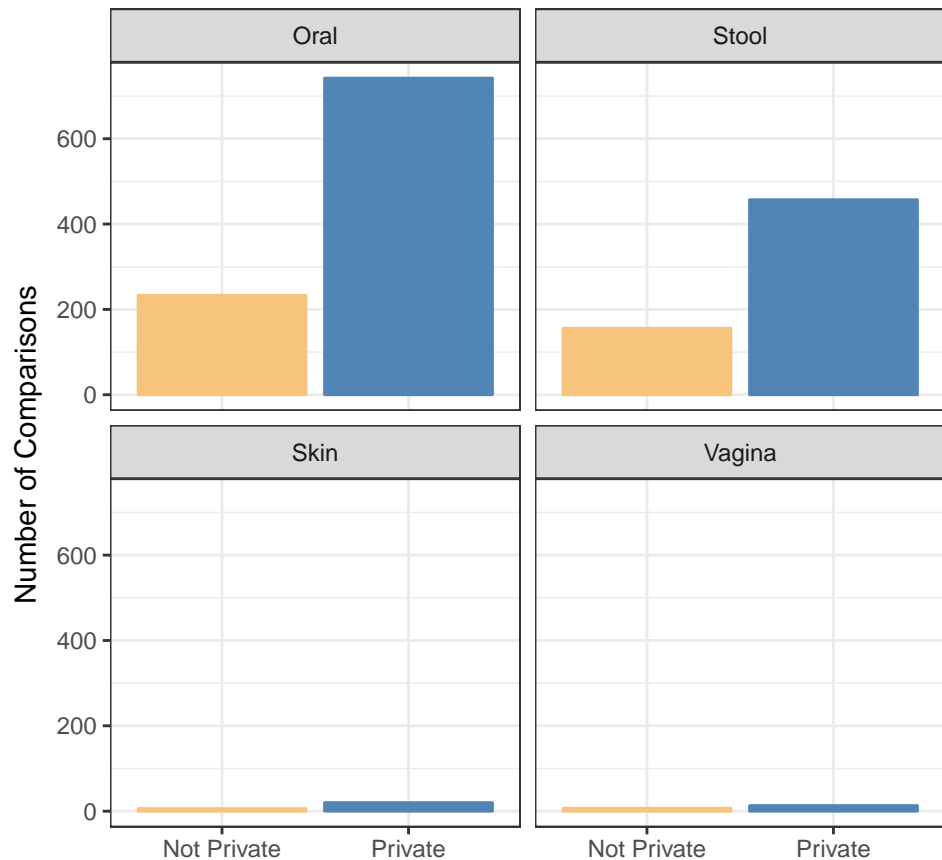 Oral
Stool
600
400
200
0
Number of Comparisons
Skin
Vagina
600
400
200
0
Not Private
Private
Not Private
Private